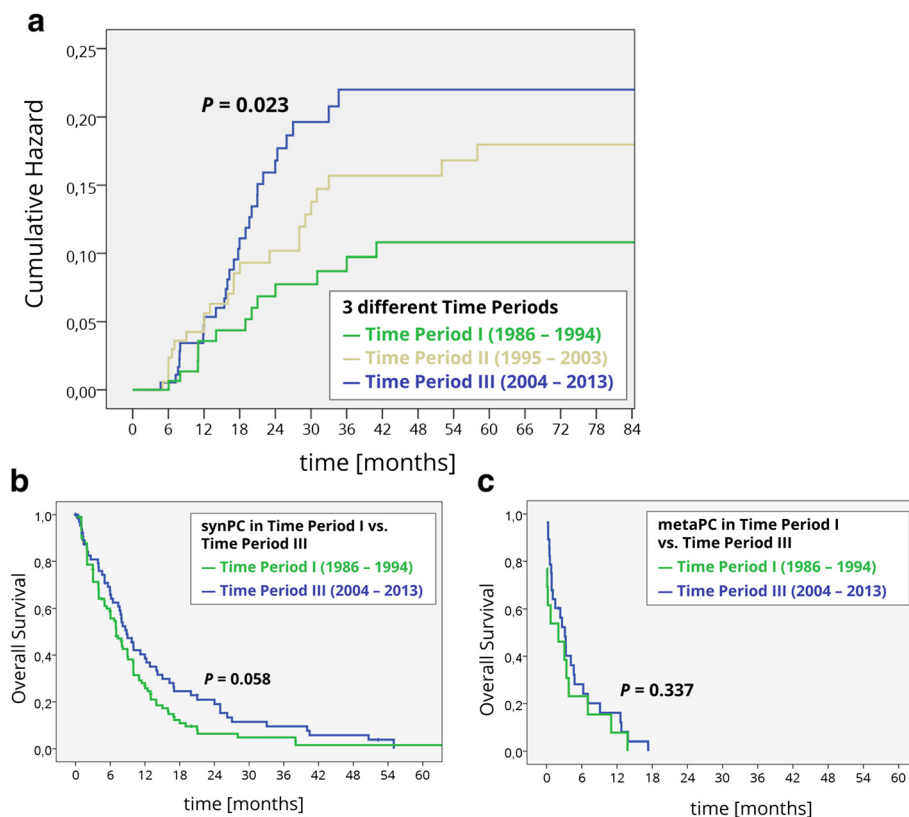 a
0,25
0,20
0,15
0,10
0,05
0,00
Cumulative Hazard
P = 0.023
3 different Time Periods
— Time Period I (1986 – 1994)
— Time Period II (1995 – 2003)
— Time Period III (2004 – 2013)
0 6 12 18 24 30 36 42 48 54 60 66 72 78 84
time [months]
b
1,0
0,8
0,6
0,4
0,2
0,0
Overall Survival
synPC in Time Period I vs.
Time Period III
— Time Period I (1986 – 1994)
— Time Period III (2004 – 2013)
P = 0.058
0 6 12 18 24 30 36 42 48 54 60
time [months]
c
1,0
0,8
0,6
0,4
0,2
0,0
Overall Survival
metaPC in Time Period I
vs. Time Period III
— Time Period I (1986 – 1994)
— Time Period III (2004 – 2013)
P = 0.337
0 6 12 18 24 30 36 42 48 54 60
time [months]